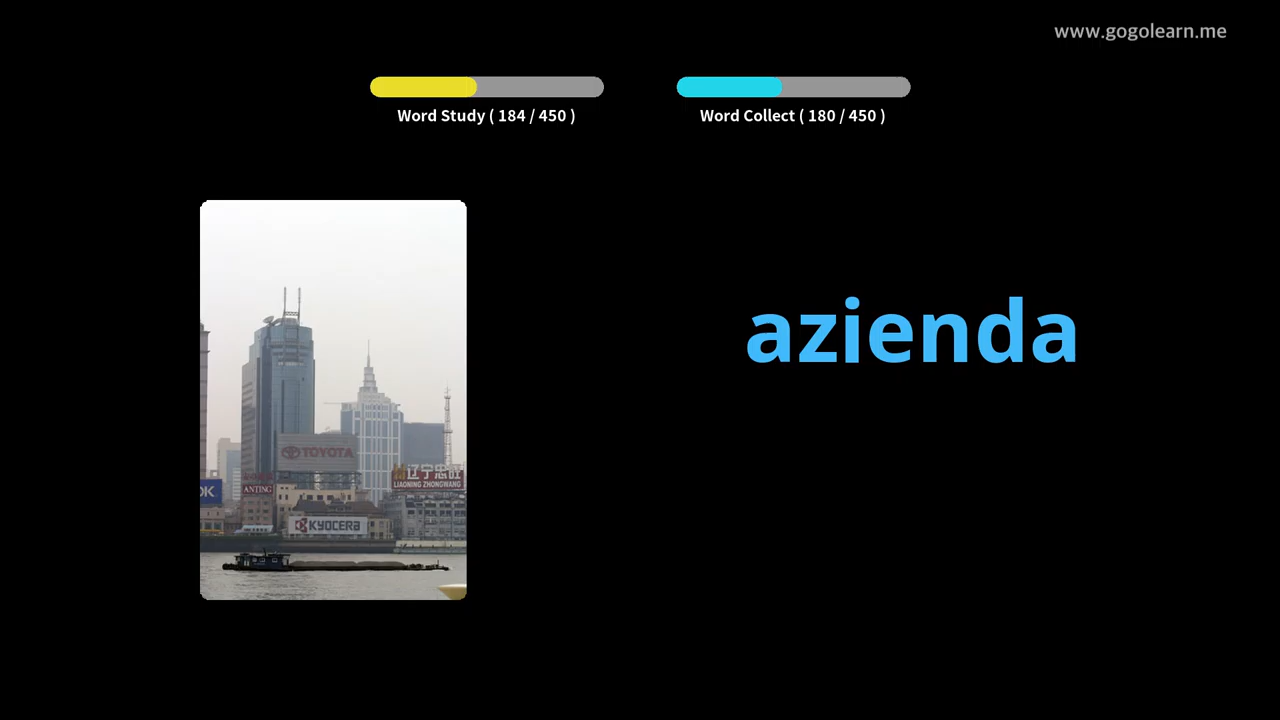 www.gogolearn.me
Word Study ( 184 / 450 )
Word Collect ( 180 / 450 )
azienda
TOYOTA
辽宁忠旺
LIAONING ZHONGWANG
ANTING
OK
KYOCERA